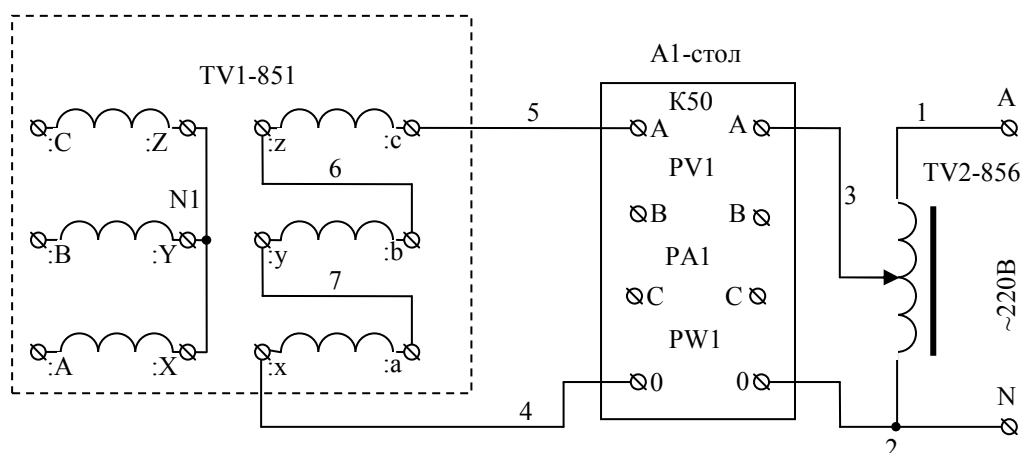 A1-стол
TV1-851
K50
1
A
:C
:Z
:z
:c
5
A
A
6
PV1
TV2-856
N1
3
:B
:Y
:y
:b
B
B
7
PA1
C
C
~220В
PW1
:A
:X
:x
:a
0
0
N
4
2